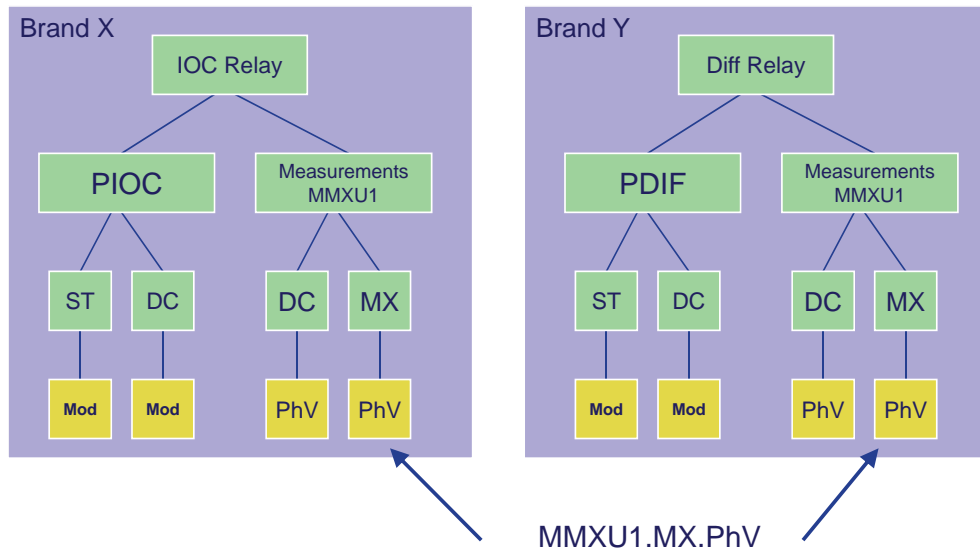 Brand X
IOC Relay
PIOC
Measurements
MMXU1
ST
DC
DC
MX
Mod
Mod
PhV
PhV
Brand Y
Diff Relay
PDIF
Measurements
MMXU1
ST
DC
DC
MX
Mod
Mod
PhV
PhV
MMXU1.MX.PhV